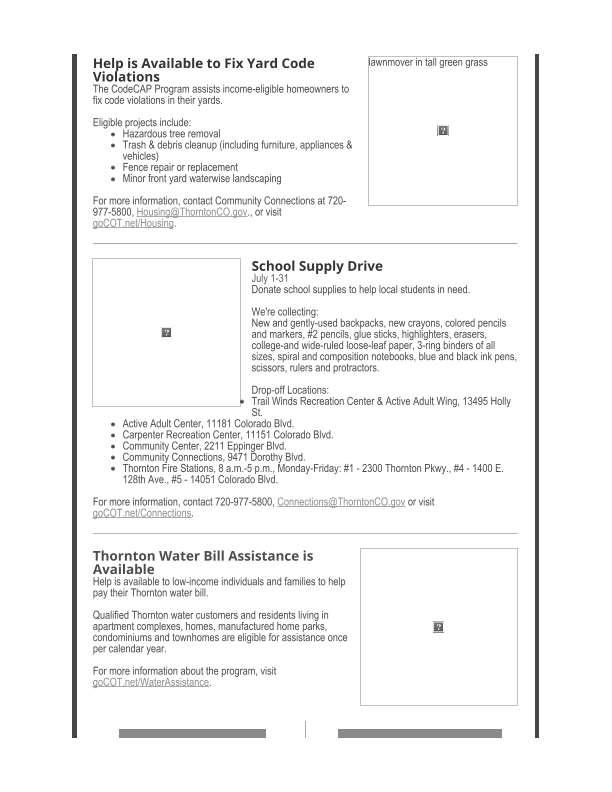 Help is Available to Fix Yard Code
Violations
The CodeCAP Program assists income-eligible homeowners to
fix code violations in their yards.
Eligible projects include:
• Hazardous tree removal
• Trash & debris cleanup (including furniture, appliances &
vehicles)
• Fence repair or replacement
• Minor front yard waterwise landscaping
For more information, contact Community Connections at 720-
977-5800, Housing@ThorntonCO.gov., or visit
goCOT.net/Housing.
lawnmover in tall green grass
School Supply Drive
July 1-31
Donate school supplies to help local students in need.
We're collecting:
New and gently-used backpacks, new crayons, colored pencils
and markers, #2 pencils, glue sticks, highlighters, erasers,
college-and wide-ruled loose-leaf paper, 3-ring binders of all
sizes, spiral and composition notebooks, blue and black ink pens,
scissors, rulers and protractors.
Drop-off Locations:
• Trail Winds Recreation Center & Active Adult Wing, 13495 Holly
St.
• Active Adult Center, 11181 Colorado Blvd.
• Carpenter Recreation Center, 11151 Colorado Blvd.
• Community Center, 2211 Eppinger Blvd.
• Community Connections, 9471 Dorothy Blvd.
• Thornton Fire Stations, 8 a.m.-5 p.m., Monday-Friday: #1 - 2300 Thornton Pkwy., #4 - 1400 E.
128th Ave., #5 - 14051 Colorado Blvd.
For more information, contact 720-977-5800, Connections@ThorntonCO.gov or visit
goCOT.net/Connections.
Thornton Water Bill Assistance is
Available
Help is available to low-income individuals and families to help
pay their Thornton water bill.
Qualified Thornton water customers and residents living in
apartment complexes, homes, manufactured home parks,
condominiums and townhomes are eligible for assistance once
per calendar year.
For more information about the program, visit
goCOT.net/WaterAssistance.